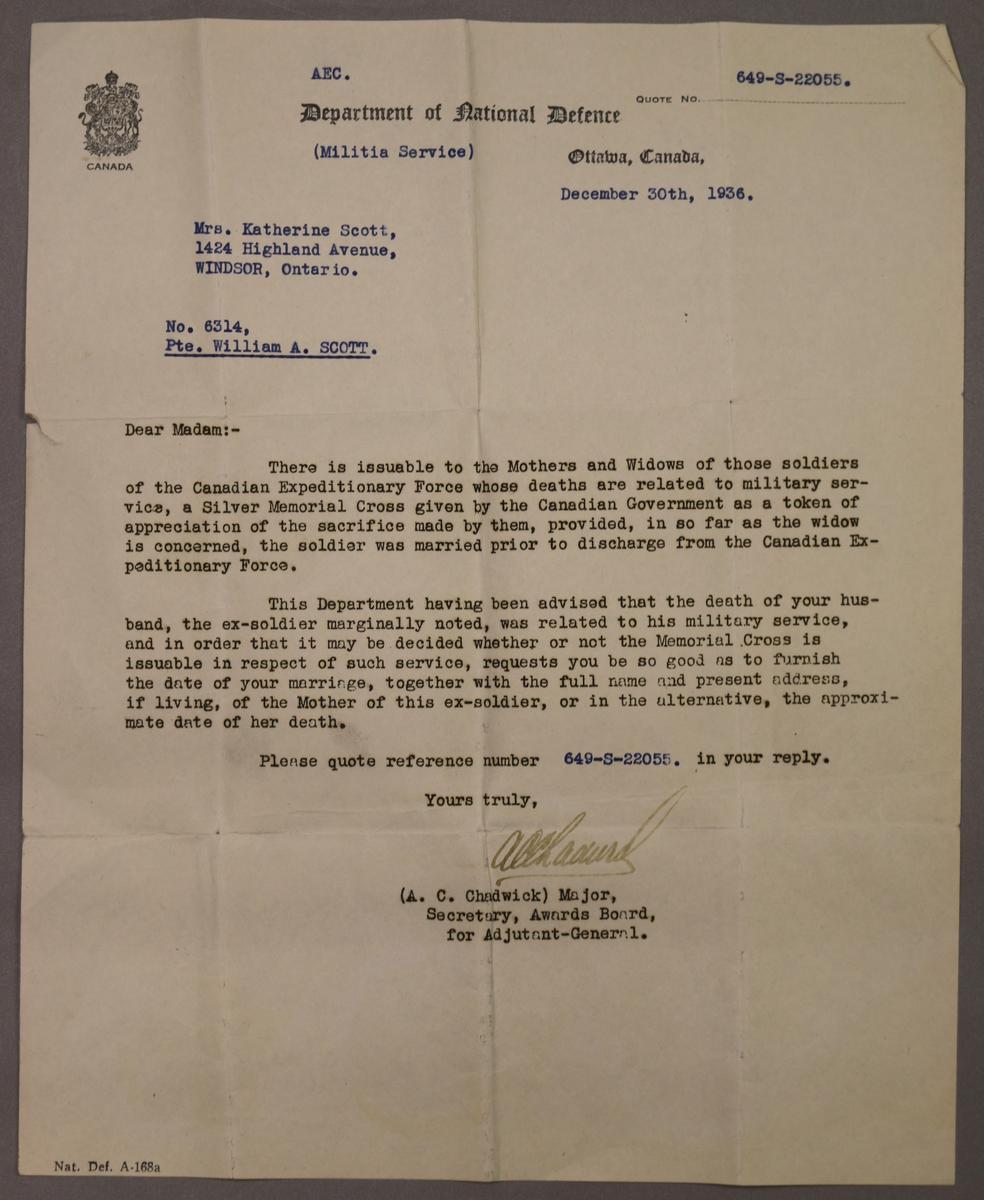 AEC.
649-S-22055.
QUOTE NO.
Department of National Defence
(Militia Service)
Ottawa, Canada,
CANADA
December 30th, 1936.
Mrs. Katherine Scott,
1424 Highland Avenue,
WINDSOR, Ontario.
No. 6314,
Pte. William A. SCOTT.
Dear Madam:-
There is issuable to the Mothers and Widows of those soldiers
of the Canadian Expeditionary Force whose deaths are related to military ser-
vice, a Silver Memorial Cross given by the Canadian Government as a token of
appreciation of the sacrifice made by them, provided, in so far as the widow
is concerned, the soldier was married prior to discharge from the Canadian Ex-
peditionary Force.
This Department having been advised that the death of your hus-
band, the ex-soldier marginally noted, was related to his military service,
and in order that it may be decided whether or not the Memorial Cross is
issuable in respect of such service, requests you be so good as to furnish
the date of your marriage, together with the full name and present address,
if living, of the Mother of this ex-soldier, or in the alternative, the approxi-
mate date of her death.
Please quote reference number 649-S-22055. in your reply.
Yours truly,
(A. C. Chadwick) Major,
Secretary, Awards Board,
for Adjutant-General.
Nat. Def. A-168a